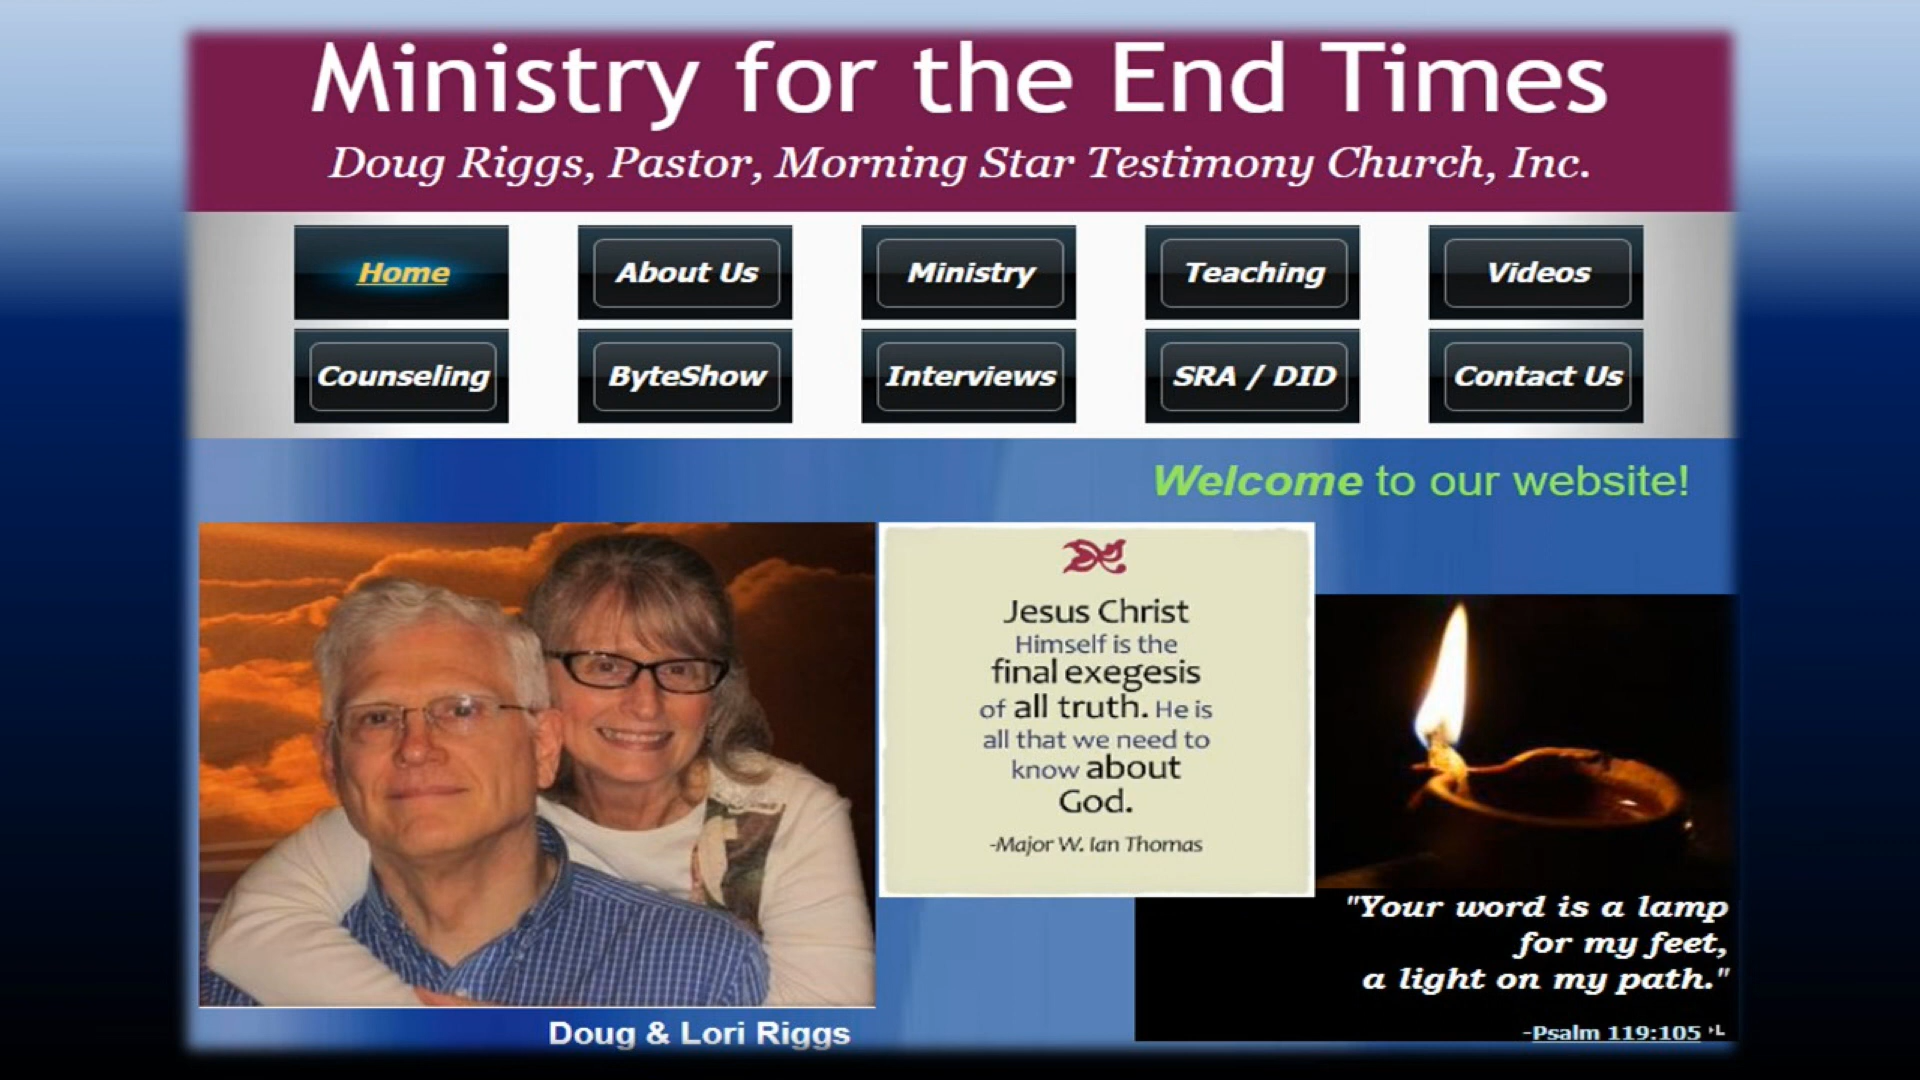 Ministry for the End Times
Doug Riggs, Pastor, Morning Star Testimony Church, Inc.
Home
About Us
Ministry
Teaching
Videos
Counseling
ByteShow
Interviews
SRA / DID
Contact Us
Welcome to our website!
Jesus Christ
Himself is the
final exegesis
of all truth. He is
all that we need to
know about
God.
-Major W. Ian Thomas
"Your word is a lamp
for my feet,
a light on my path."
-Psalm 119:105
Doug & Lori Riggs